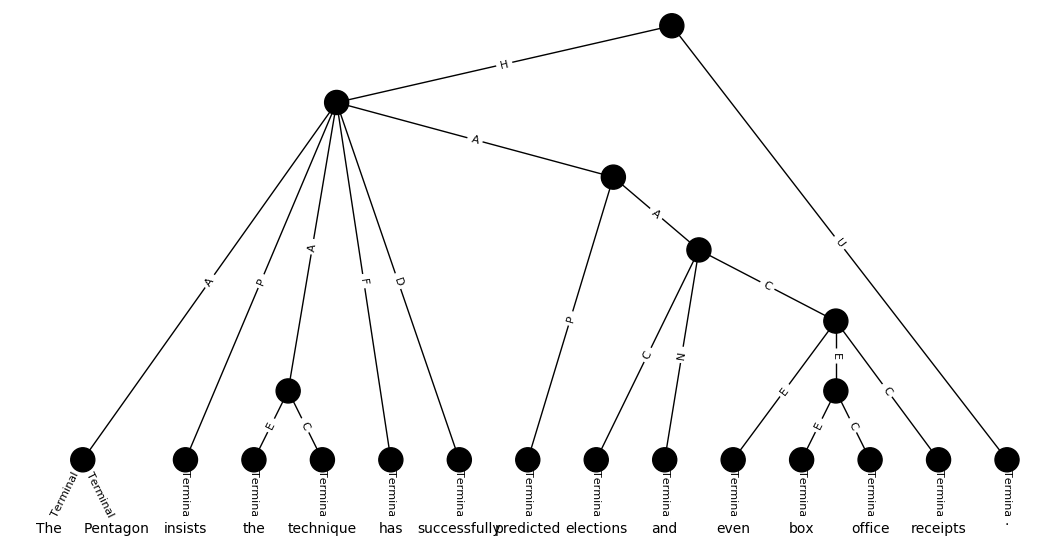 H
A
A
U
A
P
A
F
D
C
P
C
N
E
E
C
E
C
E
C
Terminal Terminal Termina Termina Termina Termina Termina Termina Termina Termina Termina Termina Termina Termina Termina
The Pentagon insists the technique has successfully predicted elections and even box office receipts .